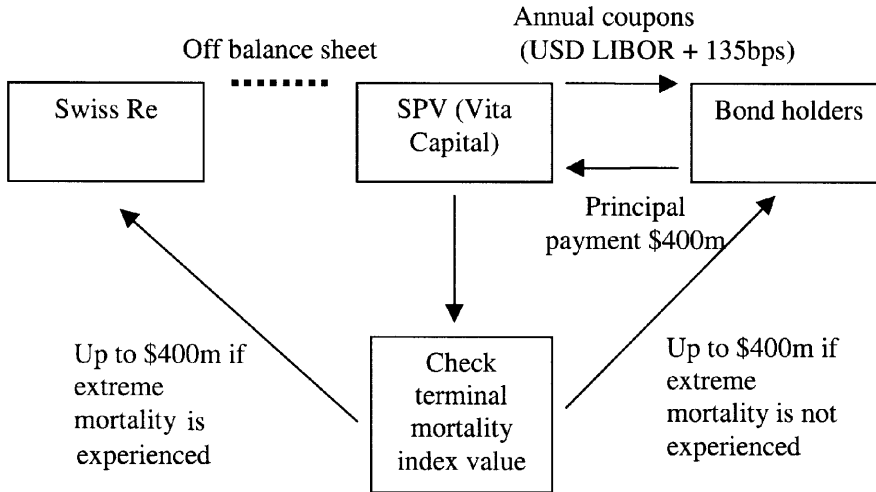 Annual coupons
(USD LIBOR + 135bps)
Off balance sheet
Swiss Re
SPV (Vita
Capital)
Bond holders
Principal
payment $400m
Up to $400m if
extreme
mortality is
experienced
Check
terminal
mortality
index value
Up to $400m if
extreme
mortality is not
experienced